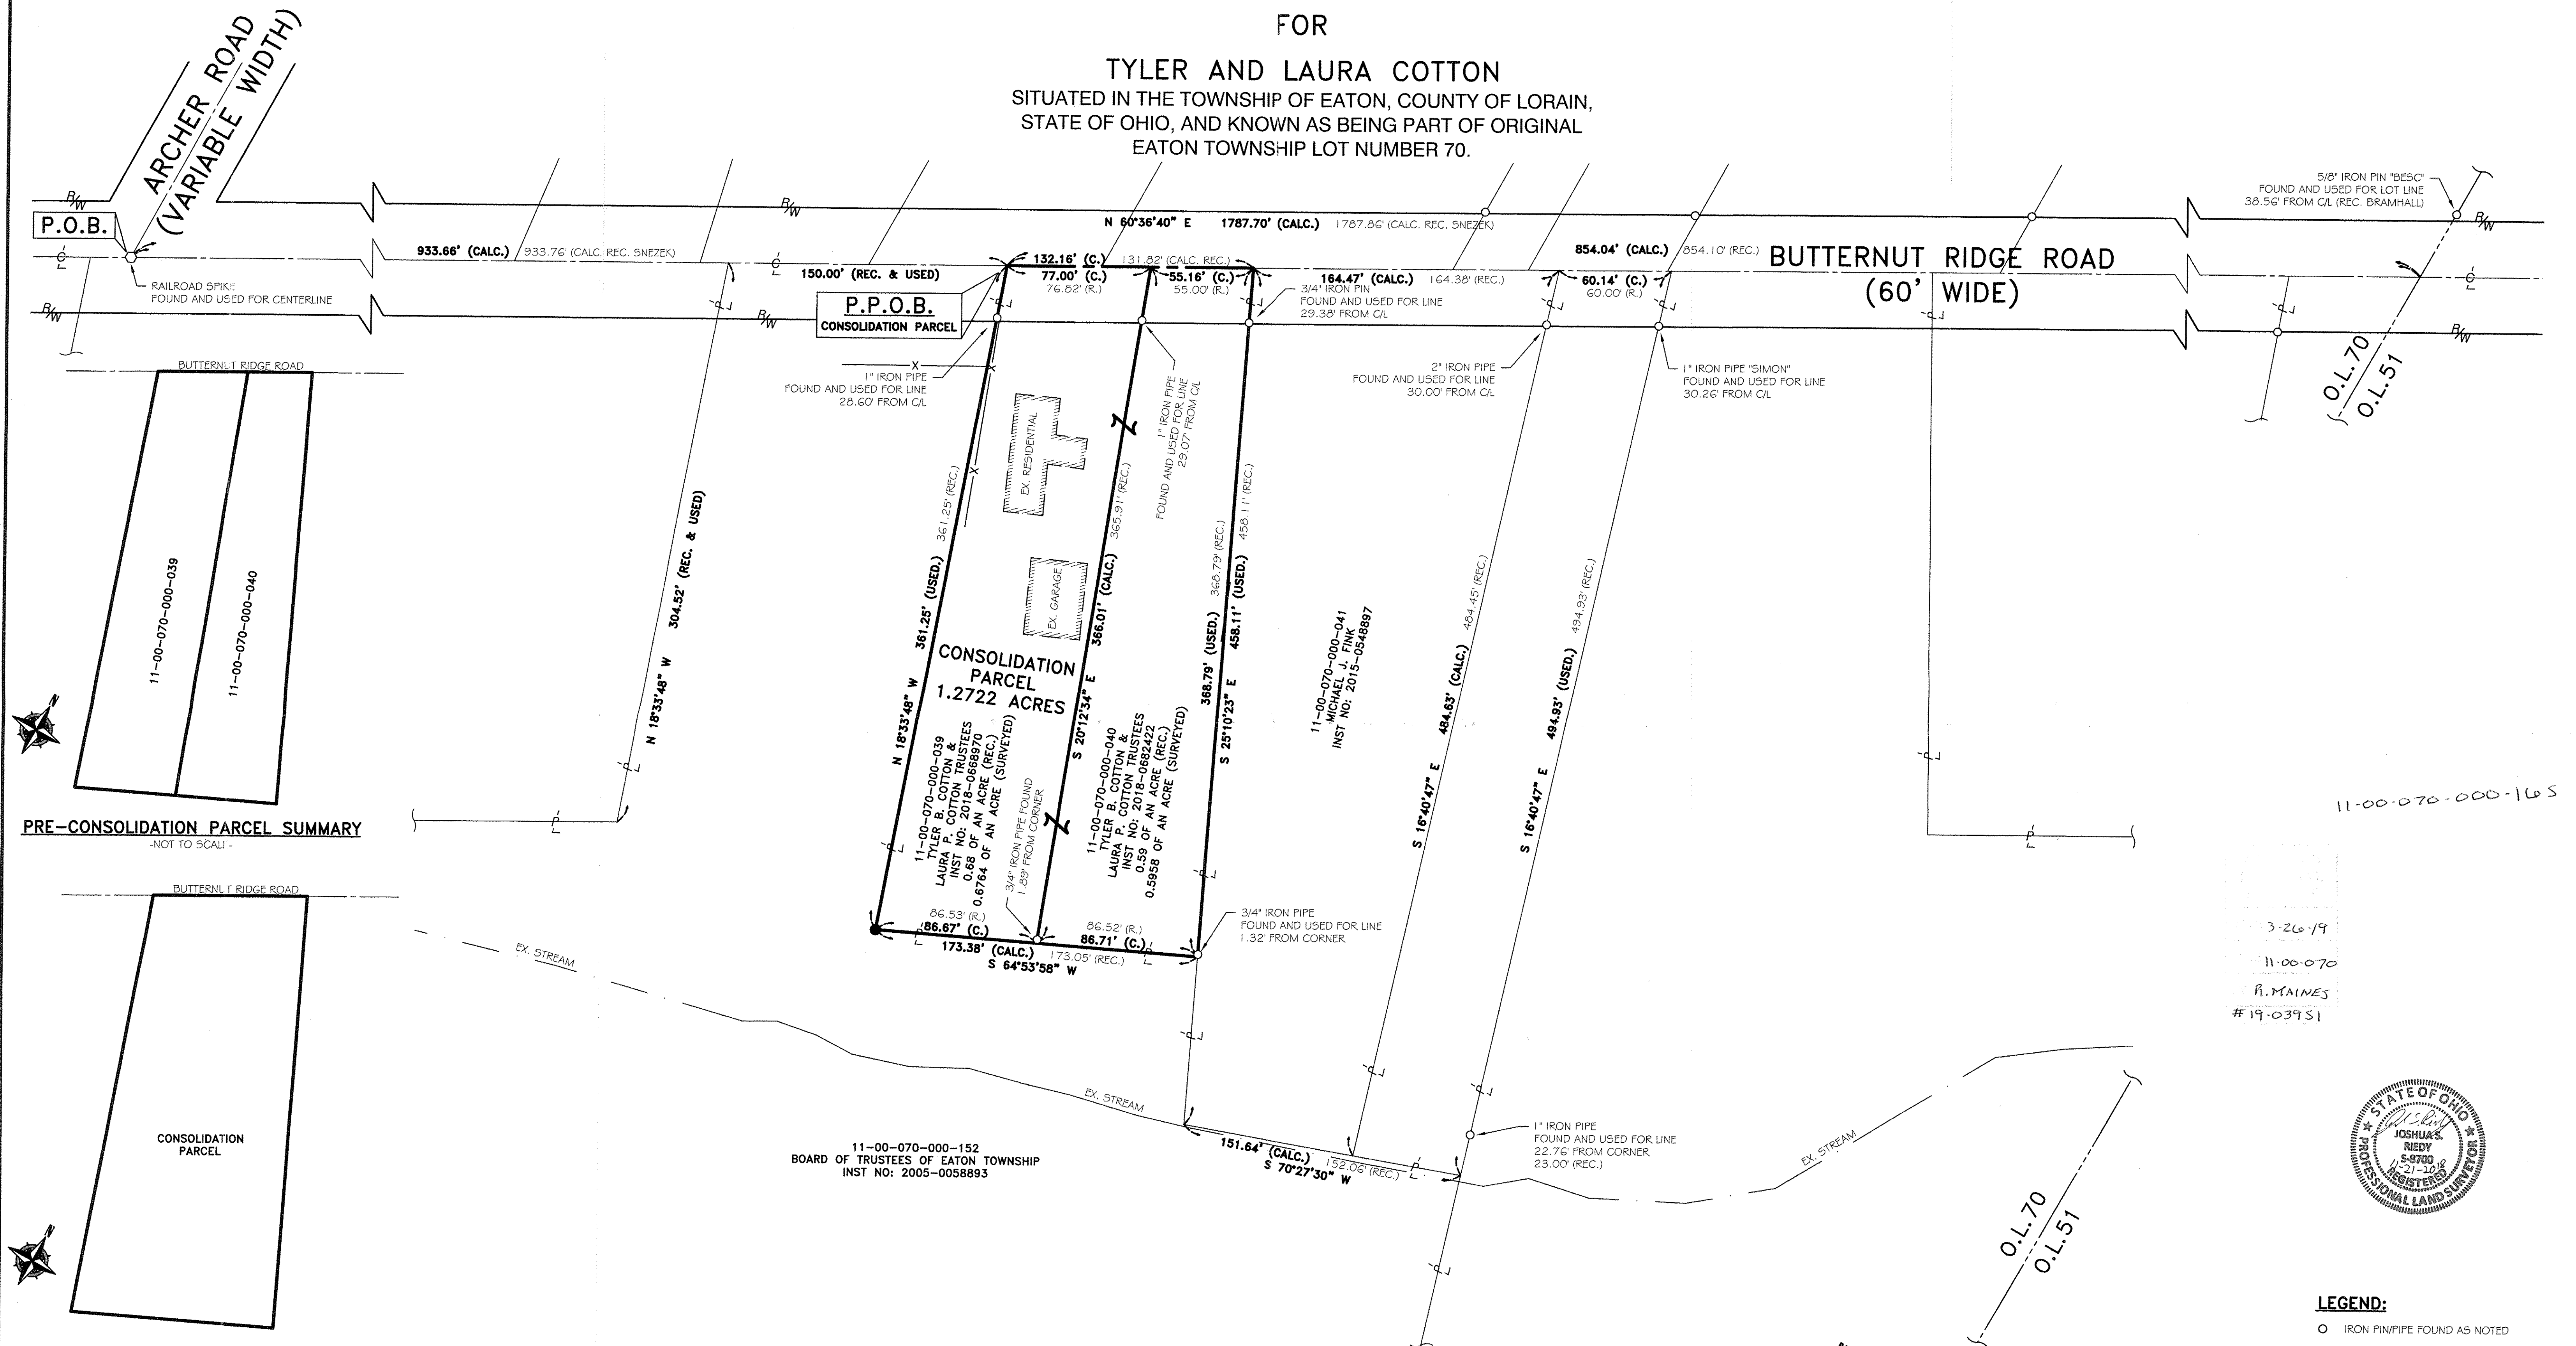 FOR
TYLER AND LAURA COTTON
SITUATED IN THE TOWNSHIP OF EATON, COUNTY OF LORAIN,
STATE OF OHIO, AND KNOWN AS BEING PART OF ORIGINAL
EATON TOWNSHIP LOT NUMBER 70.
ARCHER ROAD
(VARIABLE WIDTH)
R/W
R/W
R/W
P.O.B.
N 60°36'40" E 1787.70' (CALC.) 1787.86' (CALC. REC. SNEZEK)
5/8" IRON PIN "BESC"
FOUND AND USED FOR LOT LINE
38.56' FROM C/L (REC. BRAMHALL)
933.66' (CALC.) 933.76' (CALC. REC. SNEZEK)
854.04' (CALC.) 854.10' (REC.)
BUTTERNUT RIDGE ROAD
(60' WIDE)
RAILROAD SPIKE
FOUND AND USED FOR CENTERLINE
150.00' (REC. & USED)
132.16' (C.) 131.82' (CALC. REC.)
77.00' (C.)
76.82' (R.)
55.16' (C.)
55.00' (R.)
164.47' (CALC.) 164.38' (REC.)
60.14' (C.)
60.00' (R.)
P.P.O.B.
CONSOLIDATION PARCEL
3/4" IRON PIN
FOUND AND USED FOR LINE
29.38' FROM C/L
R/W
R/W
R/W
1" IRON PIPE
FOUND AND USED FOR LINE
28.60' FROM C/L
1" IRON PIPE
FOUND AND USED FOR LINE
29.07' FROM C/L
2" IRON PIPE
FOUND AND USED FOR LINE
30.00' FROM C/L
1" IRON PIPE "SIMON"
FOUND AND USED FOR LINE
30.26' FROM C/L
O.L.70
O.L.51
BUTTERNUT RIDGE ROAD
11-00-070-000-039
11-00-070-000-040
PRE-CONSOLIDATION PARCEL SUMMARY
-NOT TO SCALE-
N 18°33'48" W 304.52' (REC. & USED)
N 18°33'48" W 361.25' (USED.) 361.25' (REC.)
EX. RESIDENTIAL
EX. GARAGE
CONSOLIDATION
PARCEL
1.2722 ACRES
S 20°12'34" E 366.01' (CALC.) 365.91' (REC.)
368.79' (USED.) 368.79' (REC.)
S 25°10'23" E 458.11' (USED.) 458.11' (REC.)
11-00-070-000-041
MICHAEL J. FINK
INST NO: 2015-0548897
S 16°40'47" E 484.63' (CALC.) 484.45' (REC.)
S 16°40'47" E 494.93' (USED.) 494.93' (REC.)
11-00-070-000-039
TYLER B. COTTON &
LAURA P. COTTON TRUSTEES
INST NO: 2018-0668970
0.68 OF AN ACRE (REC.)
0.6764 OF AN ACRE (SURVEYED)
3/4" IRON PIPE FOUND
1.89' FROM CORNER
11-00-070-000-040
TYLER B. COTTON &
LAURA P. COTTON TRUSTEES
INST NO: 2018-0682422
0.59 OF AN ACRE (REC.)
0.5958 OF AN ACRE (SURVEYED)
86.53' (R.)
86.67' (C.)
86.52' (R.)
86.71' (C.)
173.38' (CALC.) 173.05' (REC.)
S 64°53'58" W
3/4" IRON PIPE
FOUND AND USED FOR LINE
1.32' FROM CORNER
11-00-070-000-165
3-26-19
11-00-070
R. MAINES
#19-03951
BUTTERNUT RIDGE ROAD
CONSOLIDATION
PARCEL
EX. STREAM
EX. STREAM
EX. STREAM
11-00-070-000-152
BOARD OF TRUSTEES OF EATON TOWNSHIP
INST NO: 2005-0058893
151.64' (CALC.) 152.06' (REC.)
S 70°27'30" W
1" IRON PIPE
FOUND AND USED FOR LINE
22.76' FROM CORNER
23.00' (REC.)
STATE OF OHIO
JOSHUA S.
RIEDY
S-8700
11-21-2018
REGISTERED
PROFESSIONAL LAND SURVEYOR
O.L.70
O.L.51
LEGEND:
IRON PIN/PIPE FOUND AS NOTED